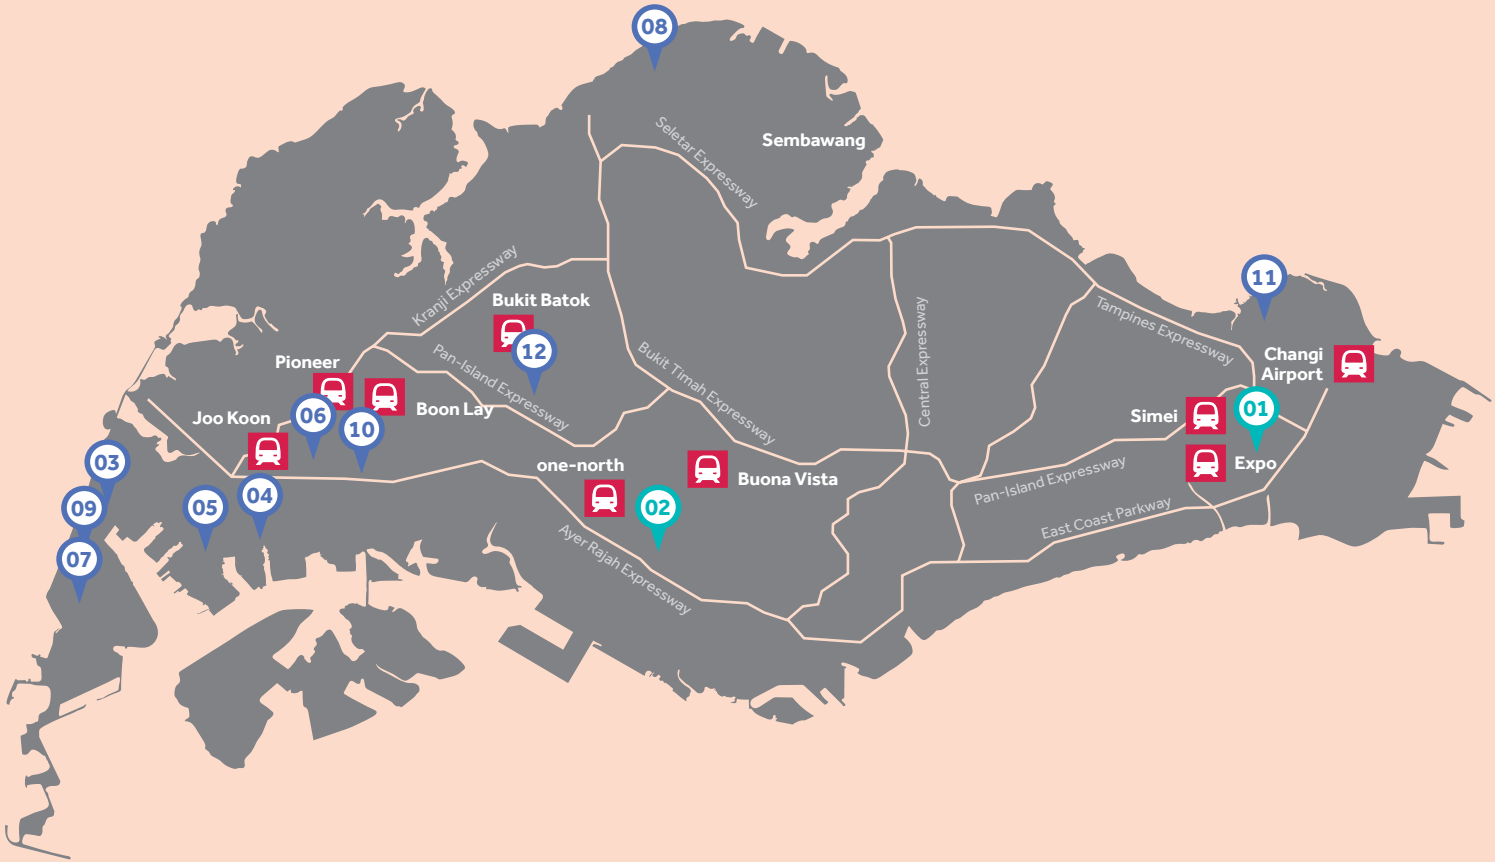 08
Sembawang
Seletar Expressway
Kranji Expressway
11
Bukit Batok
12
Pan-Island Expressway
Bukit Timah Expressway
Central Expressway
Tampines Expressway
Changi
Airport
Pioneer
Boon Lay
Joo Koon
06
10
Simei
01
Expo
03
09
07
05
04
one-north
02
Buona Vista
Ayer Rajah Expressway
Pan-Island Expressway
East Coast Parkway